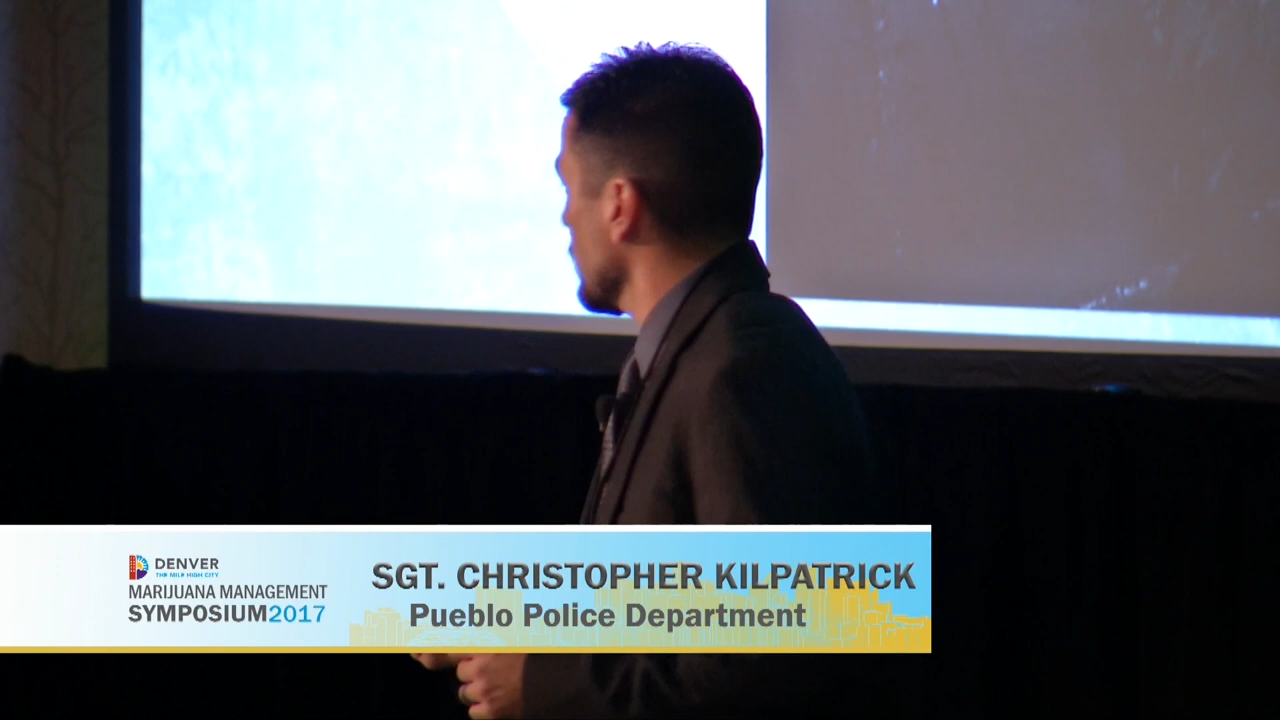 DENVER
THE MILE HIGH CITY
MARIJUANA MANAGEMENT
SYMPOSIUM2017
SGT. CHRISTOPHER KILPATRICK
Pueblo Police Department